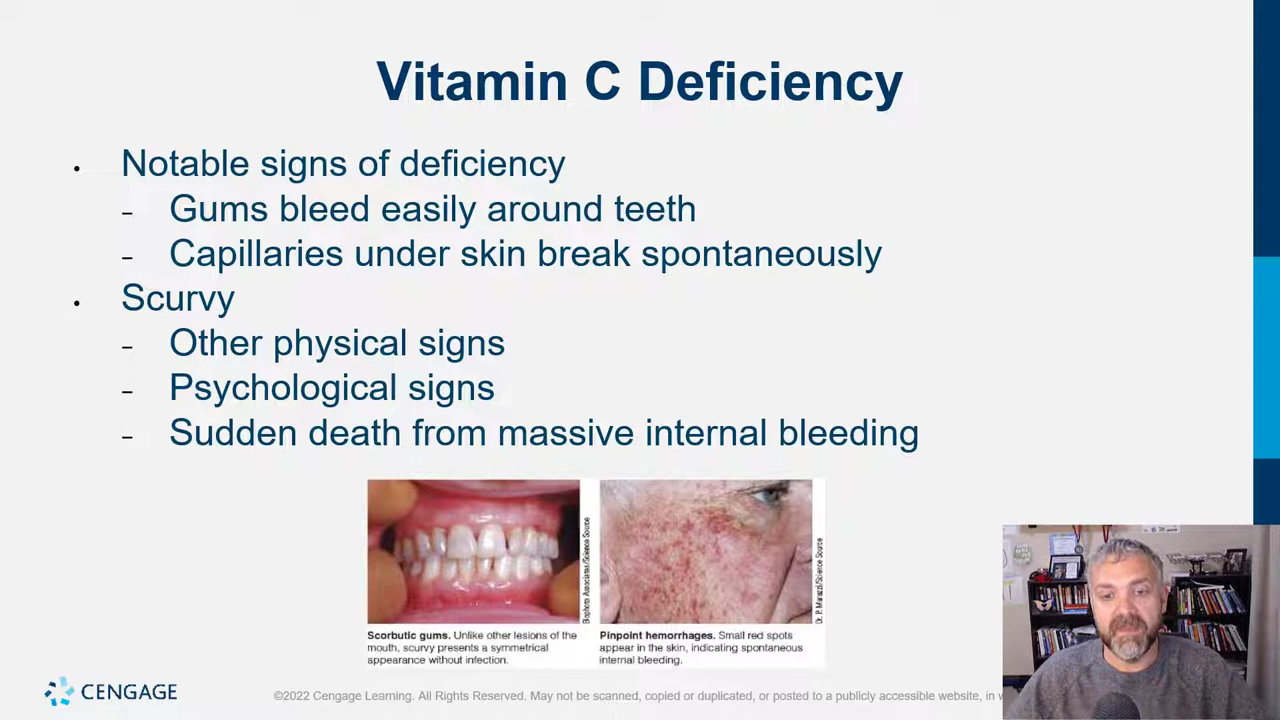 Vitamin C Deficiency
• Notable signs of deficiency
– Gums bleed easily around teeth
– Capillaries under skin break spontaneously
• Scurvy
– Other physical signs
– Psychological signs
– Sudden death from massive internal bleeding
Biophoto Associates/Science Source
Dr. P. Marazzi/Science Source
Scorbutic gums. Unlike other lesions of the
mouth, scurvy presents a symmetrical
appearance without infection.
Pinpoint hemorrhages. Small red spots
appear in the skin, indicating spontaneous
internal bleeding.
CENGAGE
©2022 Cengage Learning. All Rights Reserved. May not be scanned, copied or duplicated, or posted to a publicly accessible website, in w